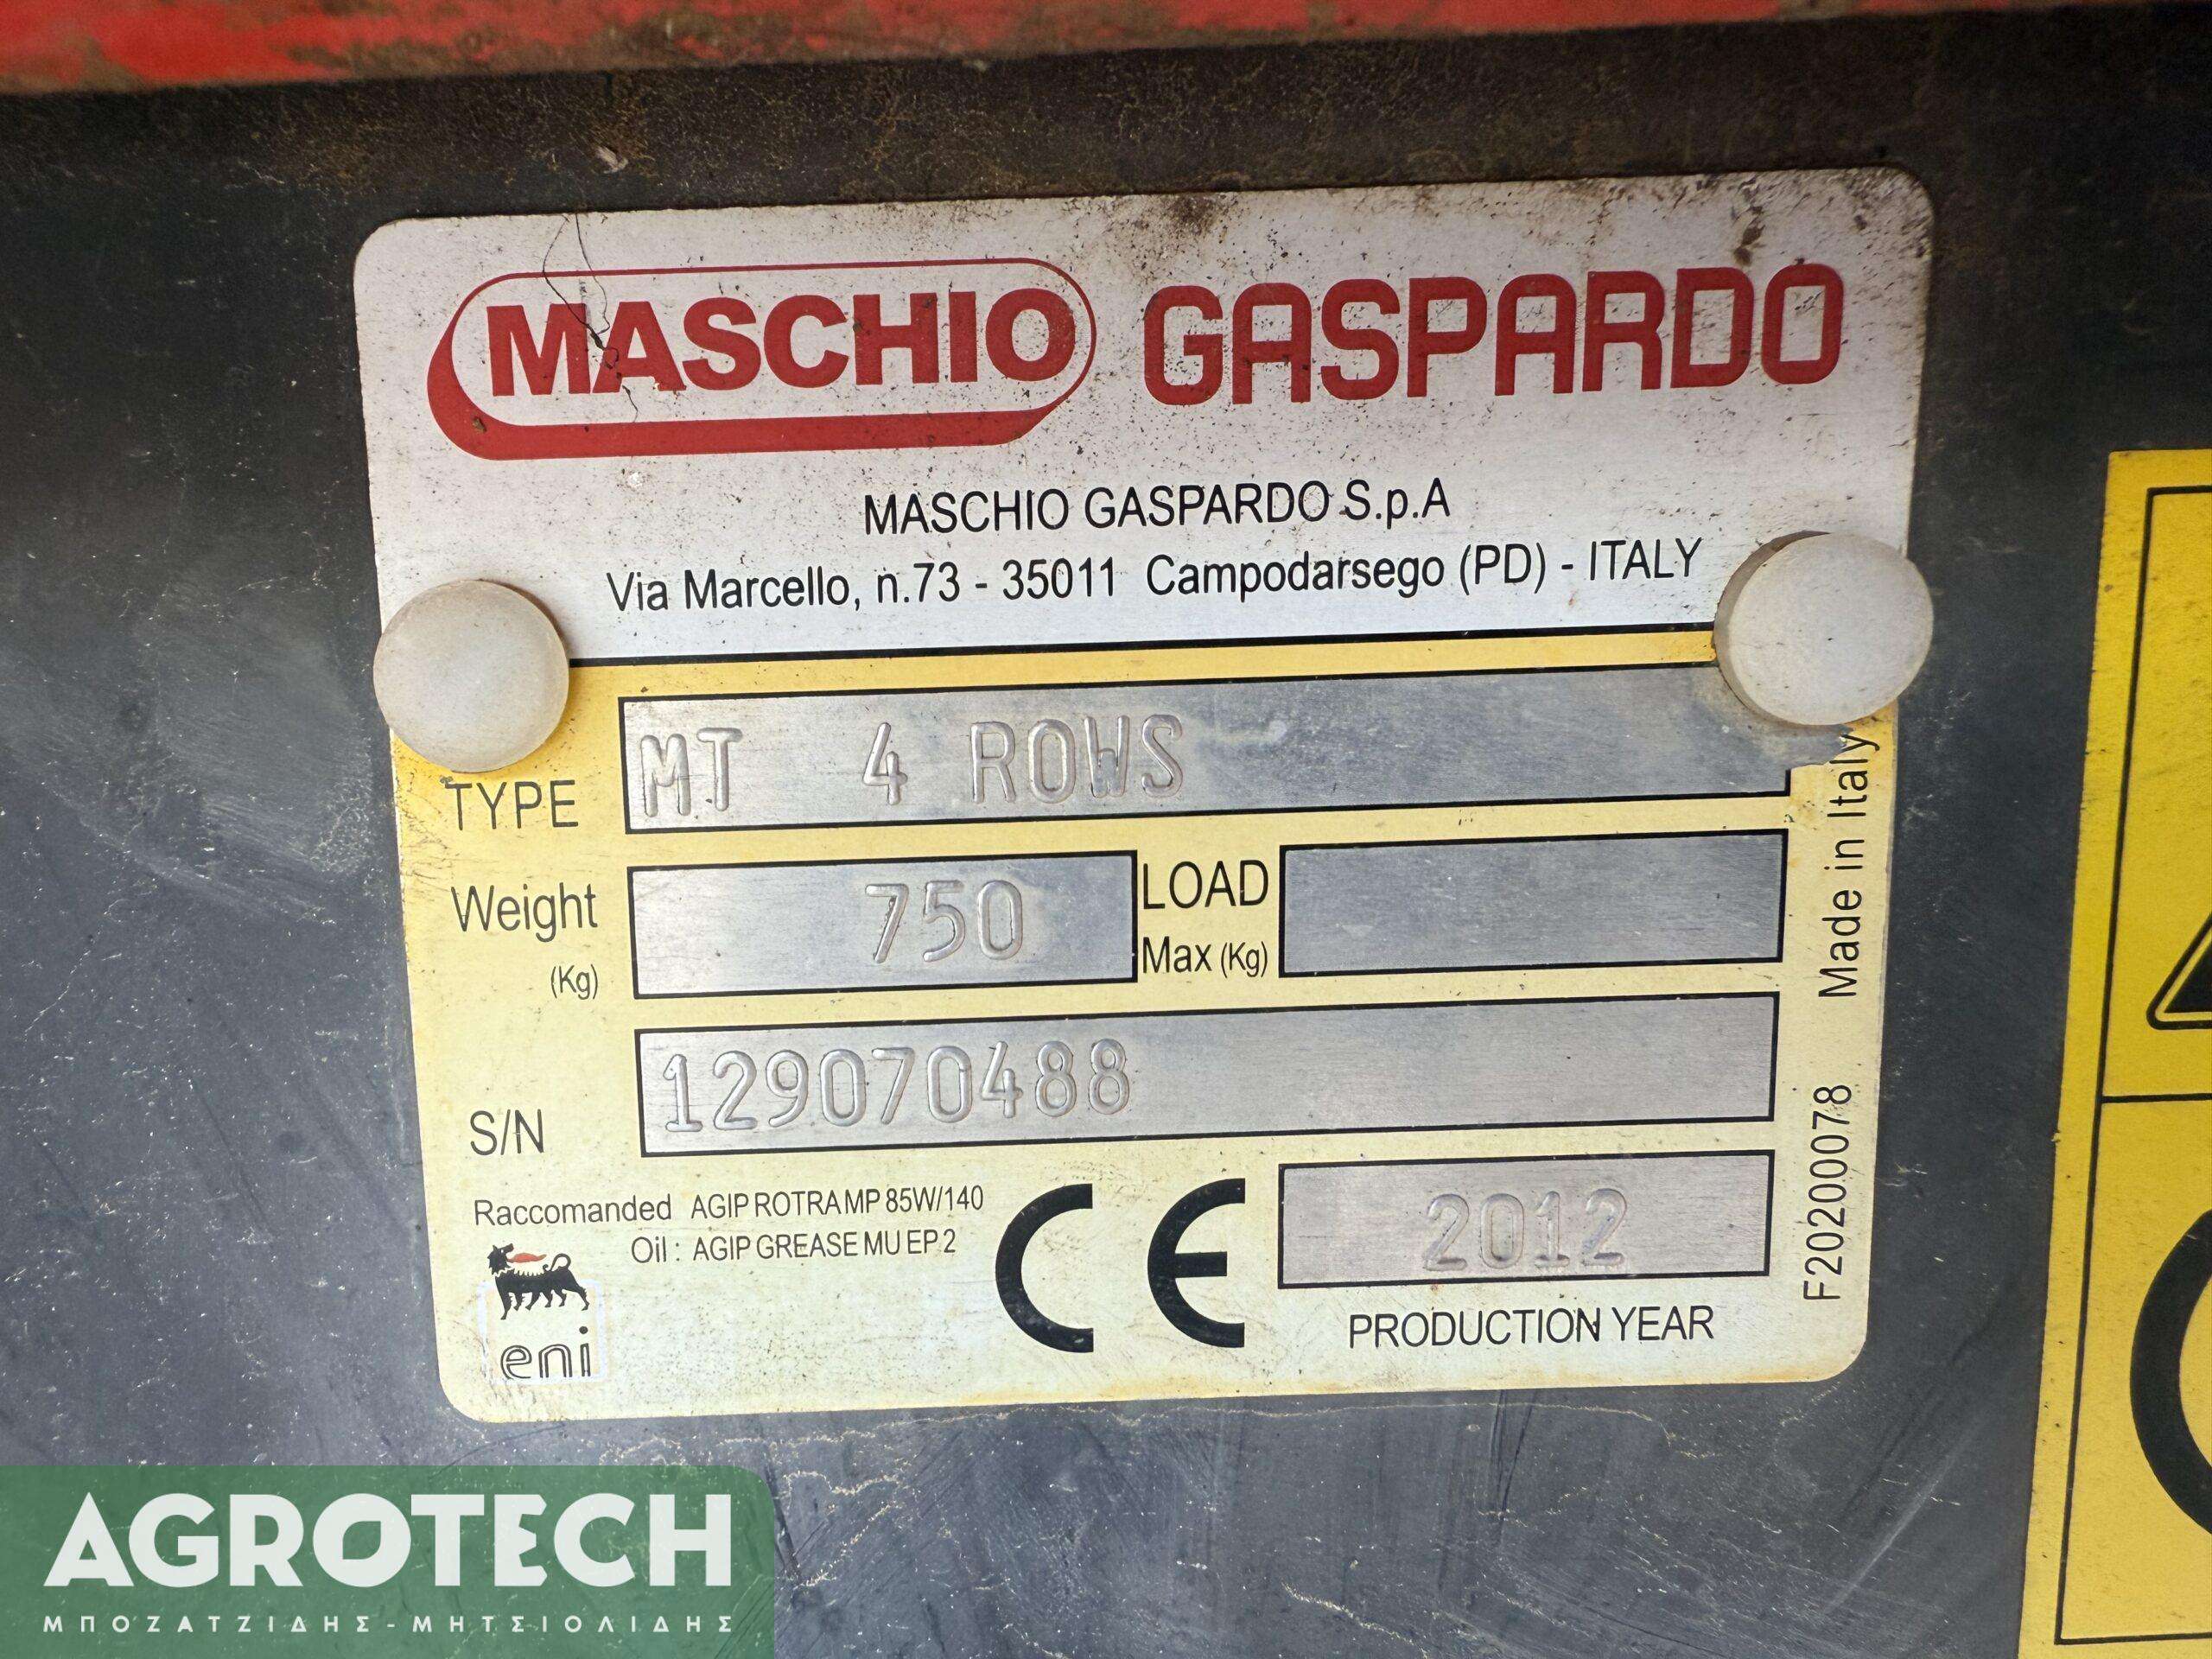 MASCHIO GASPARDO
MASCHIO GASPARDO S.p.A
Via Marcello, n.73 - 35011 Campodarsego (PD) - ITALY
TYPE MT 4 ROWS
Weight (Kg) 750 LOAD Max (Kg)
S/N 129070488
Raccomanded AGIP ROTRA MP 85W/140
Oil : AGIP GREASE MU EP 2
eni
CE
2012
PRODUCTION YEAR
F20200078 Made in Italy
AGROTECH
ΜΠΟΖΑΤΖΙΔΗΣ-ΜΗΤΣΙΟΛΙΔΗΣ